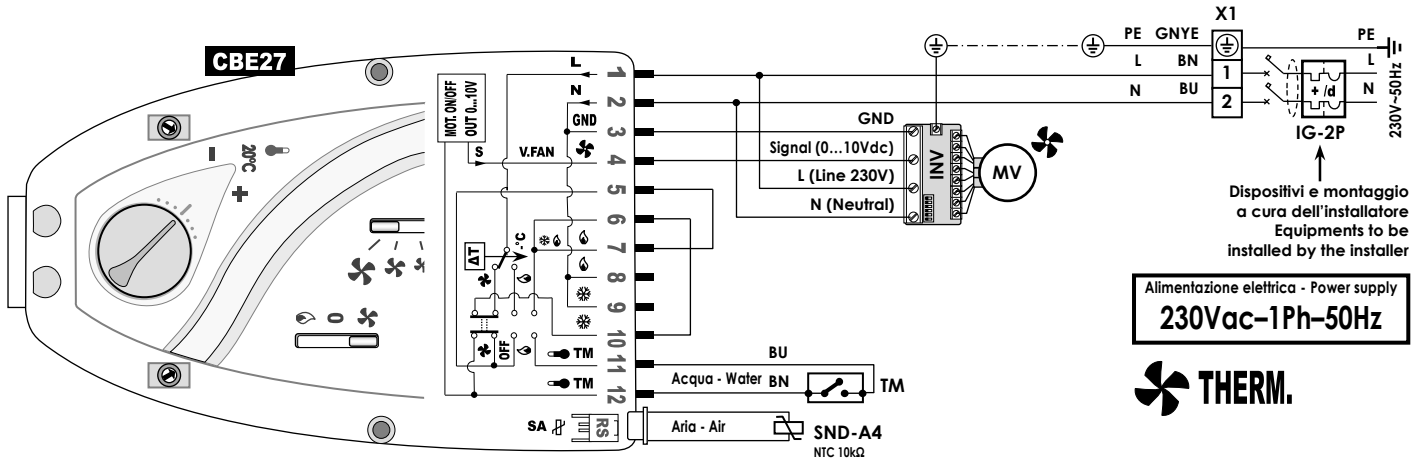 CBE27
20°C
MOT. ON/OFF
OUT 0...10V
S
V.FAN
L
N
GND
ΔT
-°C
OFF
TM
TM
SA
RS
1
2
3
4
5
6
7
8
9
10
11
12
GND
Signal (0...10Vdc)
L (Line 230V)
N (Neutral)
INV
MV
BU
Acqua - Water BN
TM
Aria - Air
SND-A4
NTC 10kΩ
X1
PE GNYE
L BN
N BU
1
2
PE
L
N
230V~50Hz
+ /d
IG-2P
Dispositivi e montaggio
a cura dell'installatore
Equipments to be
installed by the installer
Alimentazione elettrica - Power supply
230Vac–1Ph–50Hz
THERM.